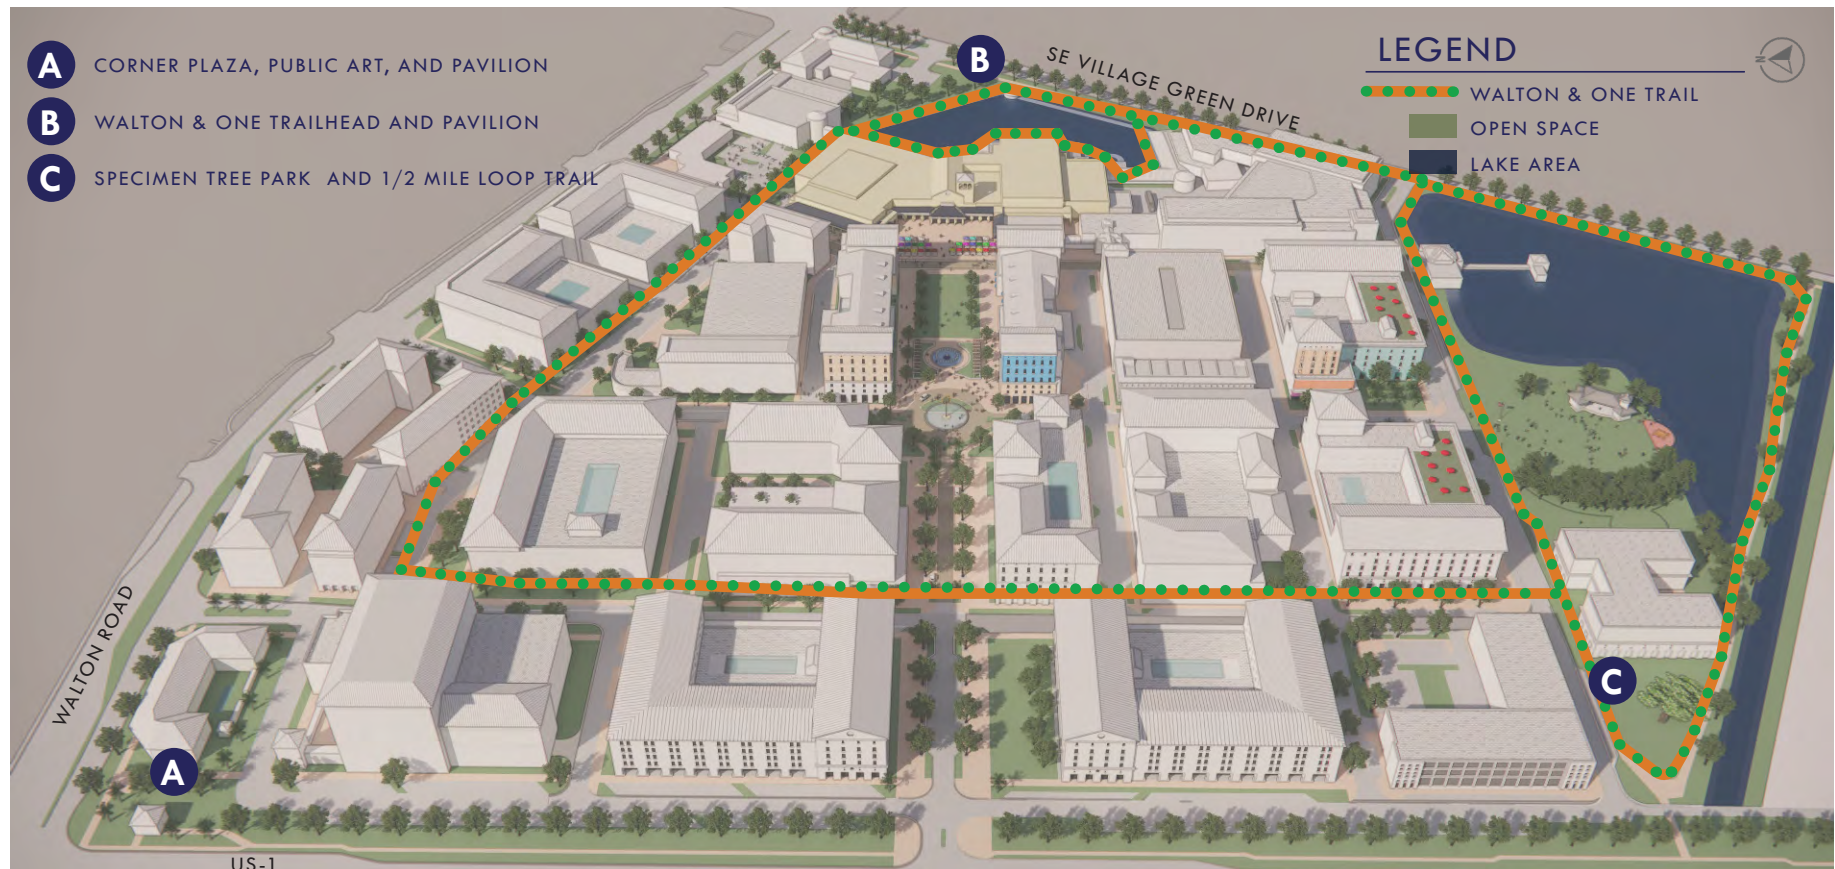 A CORNER PLAZA, PUBLIC ART, AND PAVILION
B WALTON & ONE TRAILHEAD AND PAVILION
C SPECIMEN TREE PARK AND 1/2 MILE LOOP TRAIL
B
SE VILLAGE GREEN DRIVE
LEGEND
N
WALTON & ONE TRAIL
OPEN SPACE
LAKE AREA
WALTON ROAD
A
C
US-1